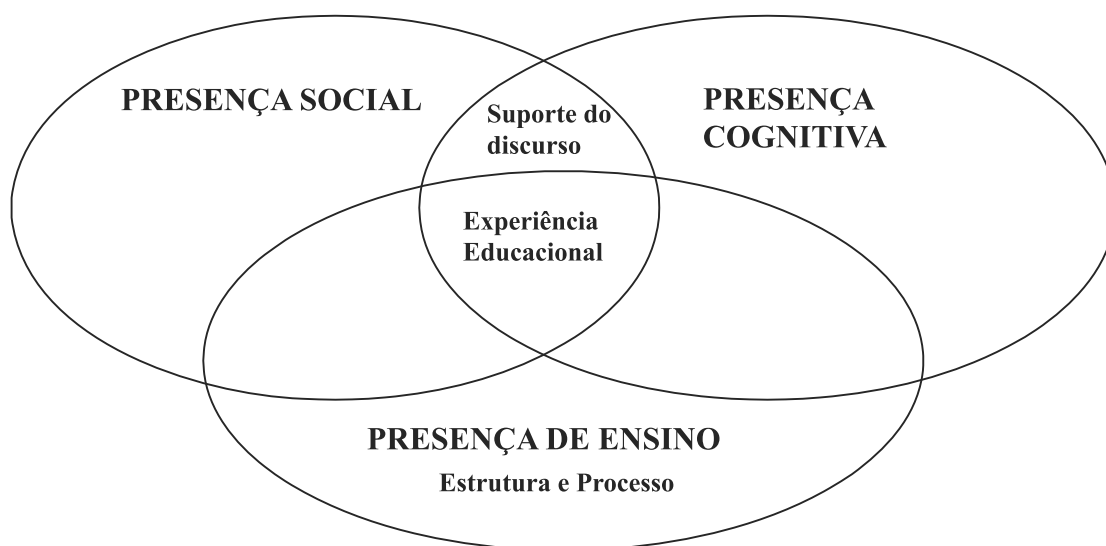 PRESENÇA SOCIAL
Suporte do
discurso
PRESENÇA
COGNITIVA
Experiência
Educacional
PRESENÇA DE ENSINO
Estrutura e Processo